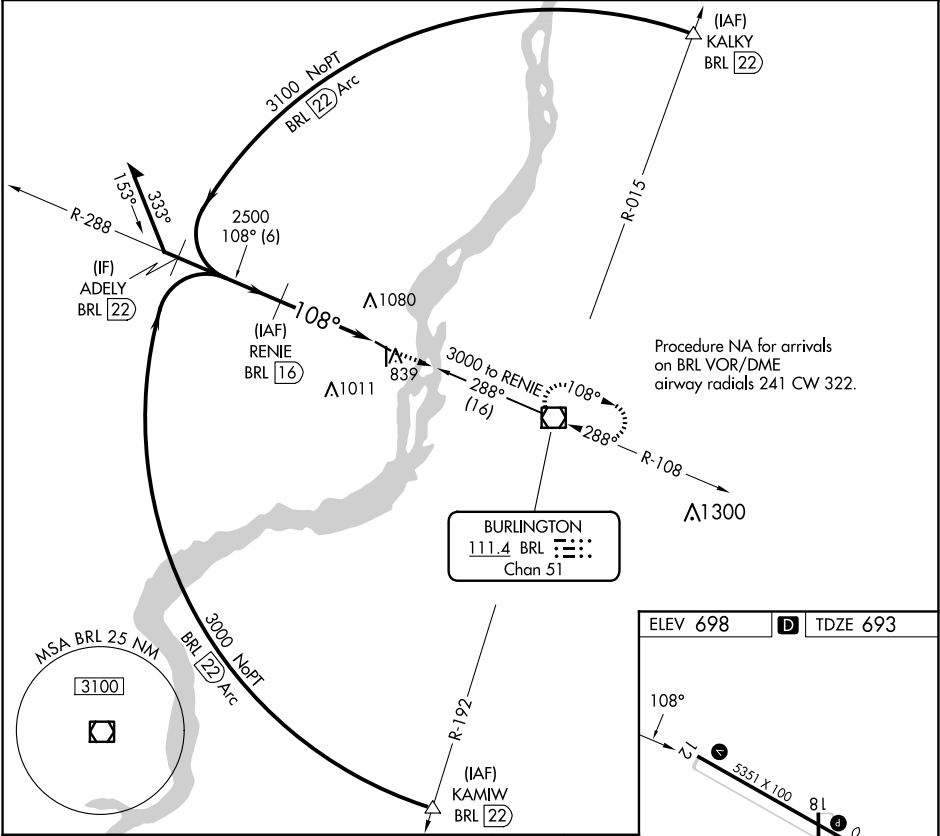 (IAF)
KALKY
BRL 22
3100 NoPT
BRL 22 Arc
R-015
333°
153°
R-288
2500
108° (6)
(IF)
ADELY
BRL 22
108°
1080
(IAF)
RENIE
BRL 16
839
1011
3000 to RENIE
288°
(16)
108°
288°
R-108
Procedure NA for arrivals
on BRL VOR/DME
airway radials 241 CW 322.
1300
BURLINGTON
111.4 BRL
Chan 51
3000 NoPT
BRL 22 Arc
R-192
(IAF)
KAMIW
BRL 22
MSA BRL 25 NM
3100
ELEV 698 D TDZE 693
108°
12
V
5351 X 100
18
P